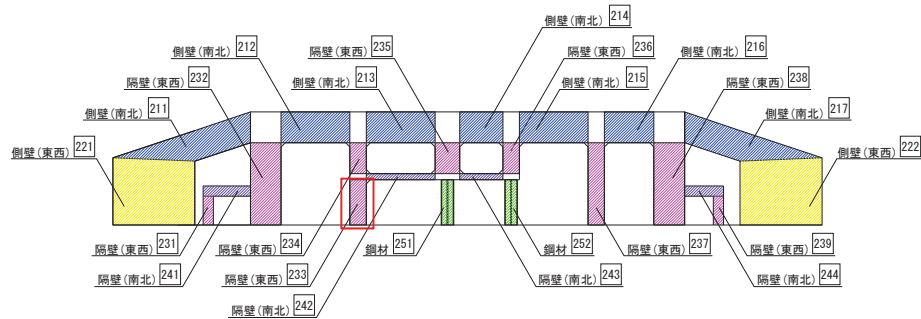 側壁(南北) 214
側壁(南北) 212
隔壁(東西) 235
隔壁(東西) 236
側壁(南北) 216
隔壁(東西) 232
側壁(南北) 213
側壁(南北) 215
隔壁(東西) 238
側壁(南北) 211
側壁(南北) 217
側壁(東西) 221
側壁(東西) 222
隔壁(東西) 231
隔壁(東西) 234
鋼材 251
鋼材 252
隔壁(東西) 237
隔壁(東西) 239
隔壁(南北) 241
隔壁(東西) 233
隔壁(南北) 243
隔壁(南北) 244
隔壁(南北) 242